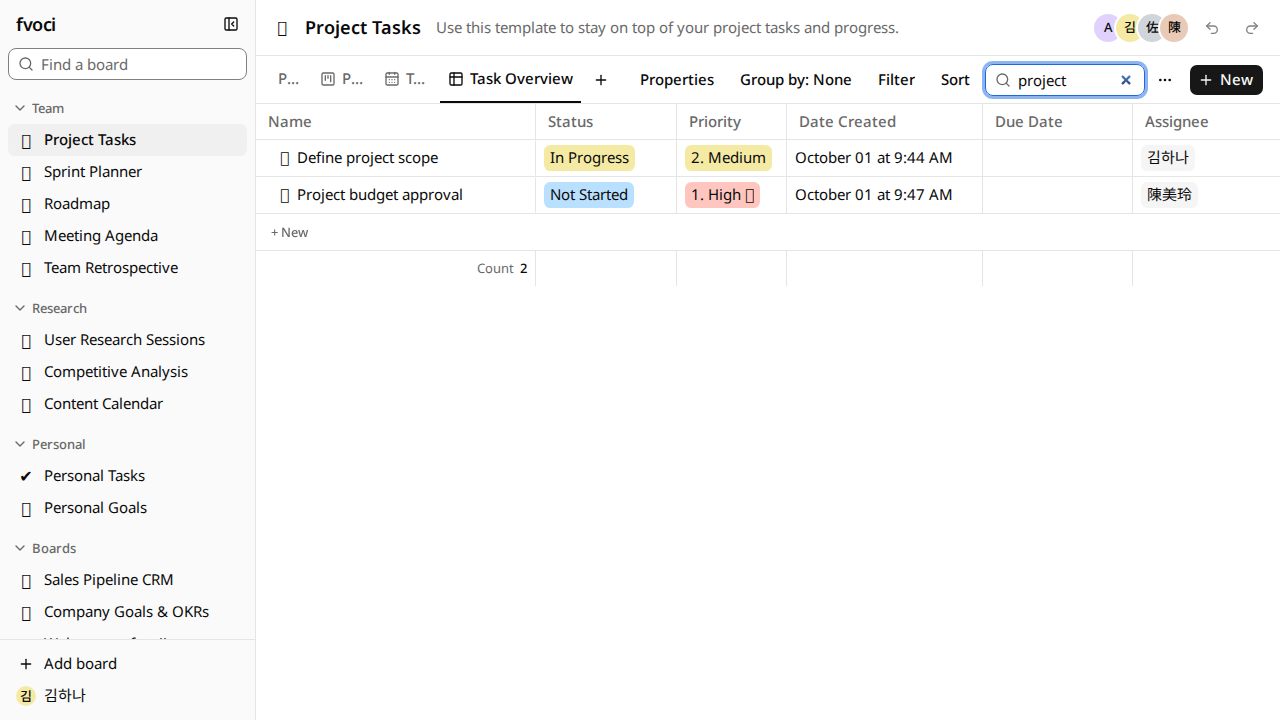 fvoci
Find a board
Team
Project Tasks
Sprint Planner
Roadmap
Meeting Agenda
Team Retrospective
Research
User Research Sessions
Competitive Analysis
Content Calendar
Personal
✔ Personal Tasks
Personal Goals
Boards
Sales Pipeline CRM
Company Goals & OKRs
+ Add board
김 김하나
Project Tasks Use this template to stay on top of your project tasks and progress.
A 김 佐 陳
P... P... T... Task Overview + Properties Group by: None Filter Sort project ... + New
Name Status Priority Date Created Due Date Assignee
Define project scope In Progress 2. Medium October 01 at 9:44 AM 김하나
Project budget approval Not Started 1. High October 01 at 9:47 AM 陳美玲
+ New
Count 2